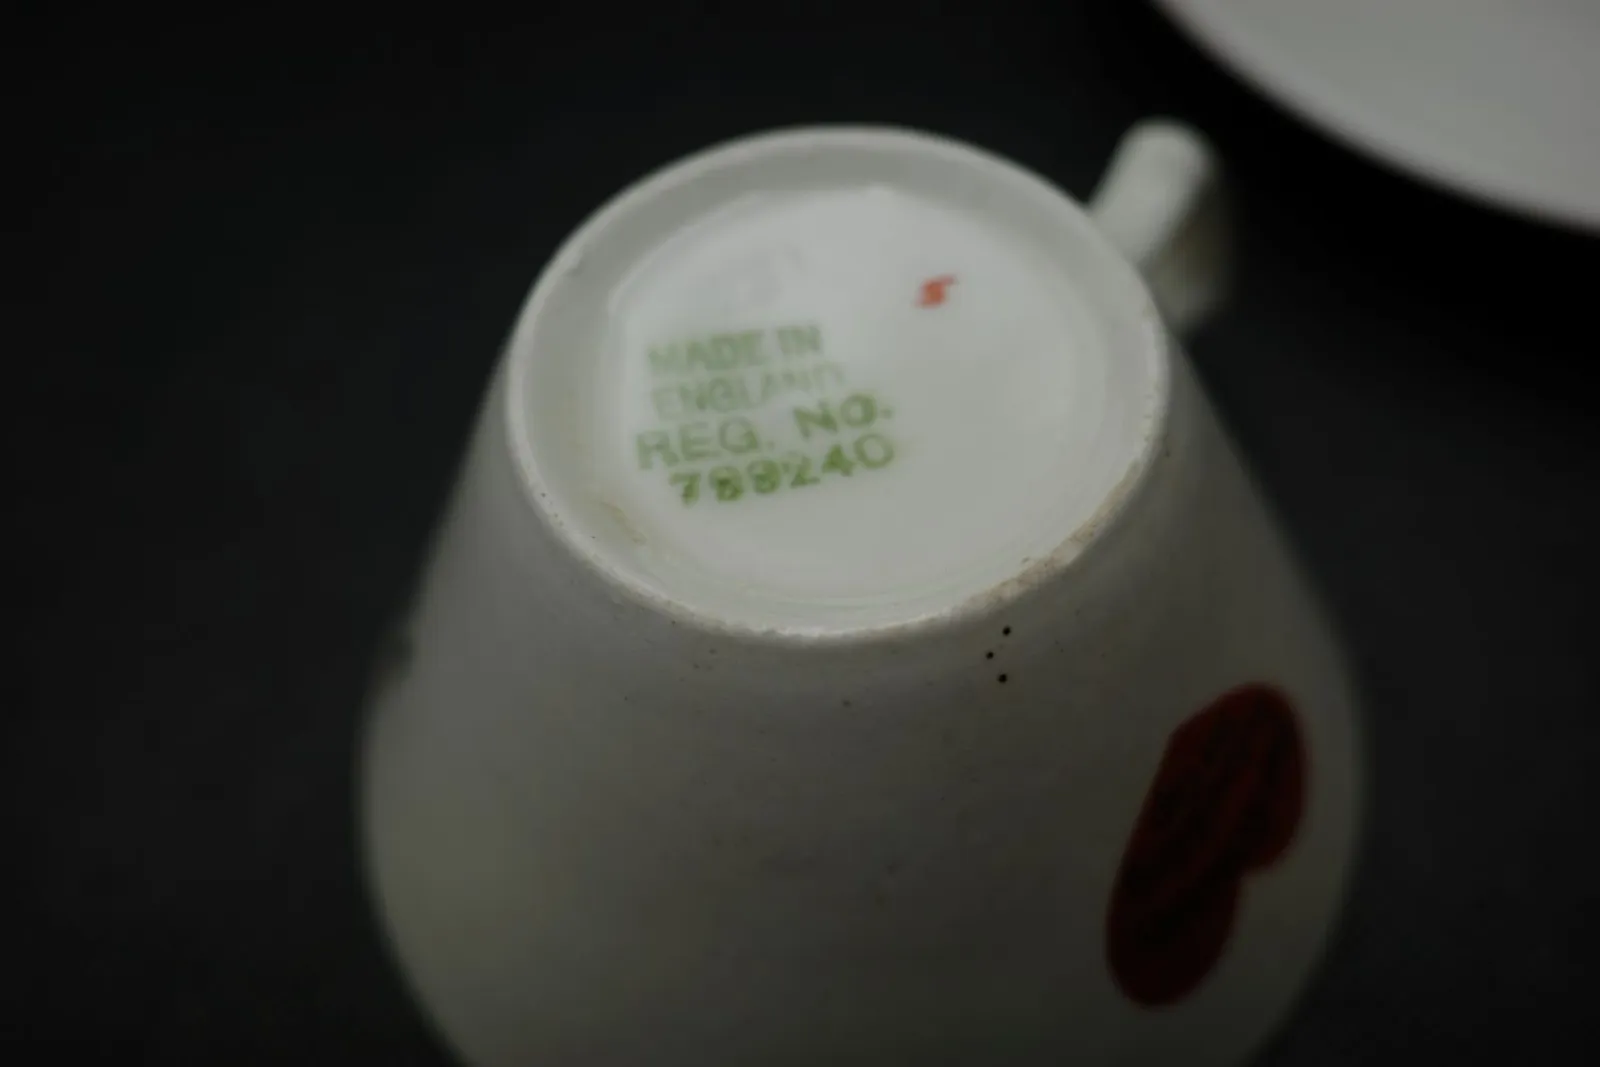 MADE IN
ENGLAND
REG. NO.
789240